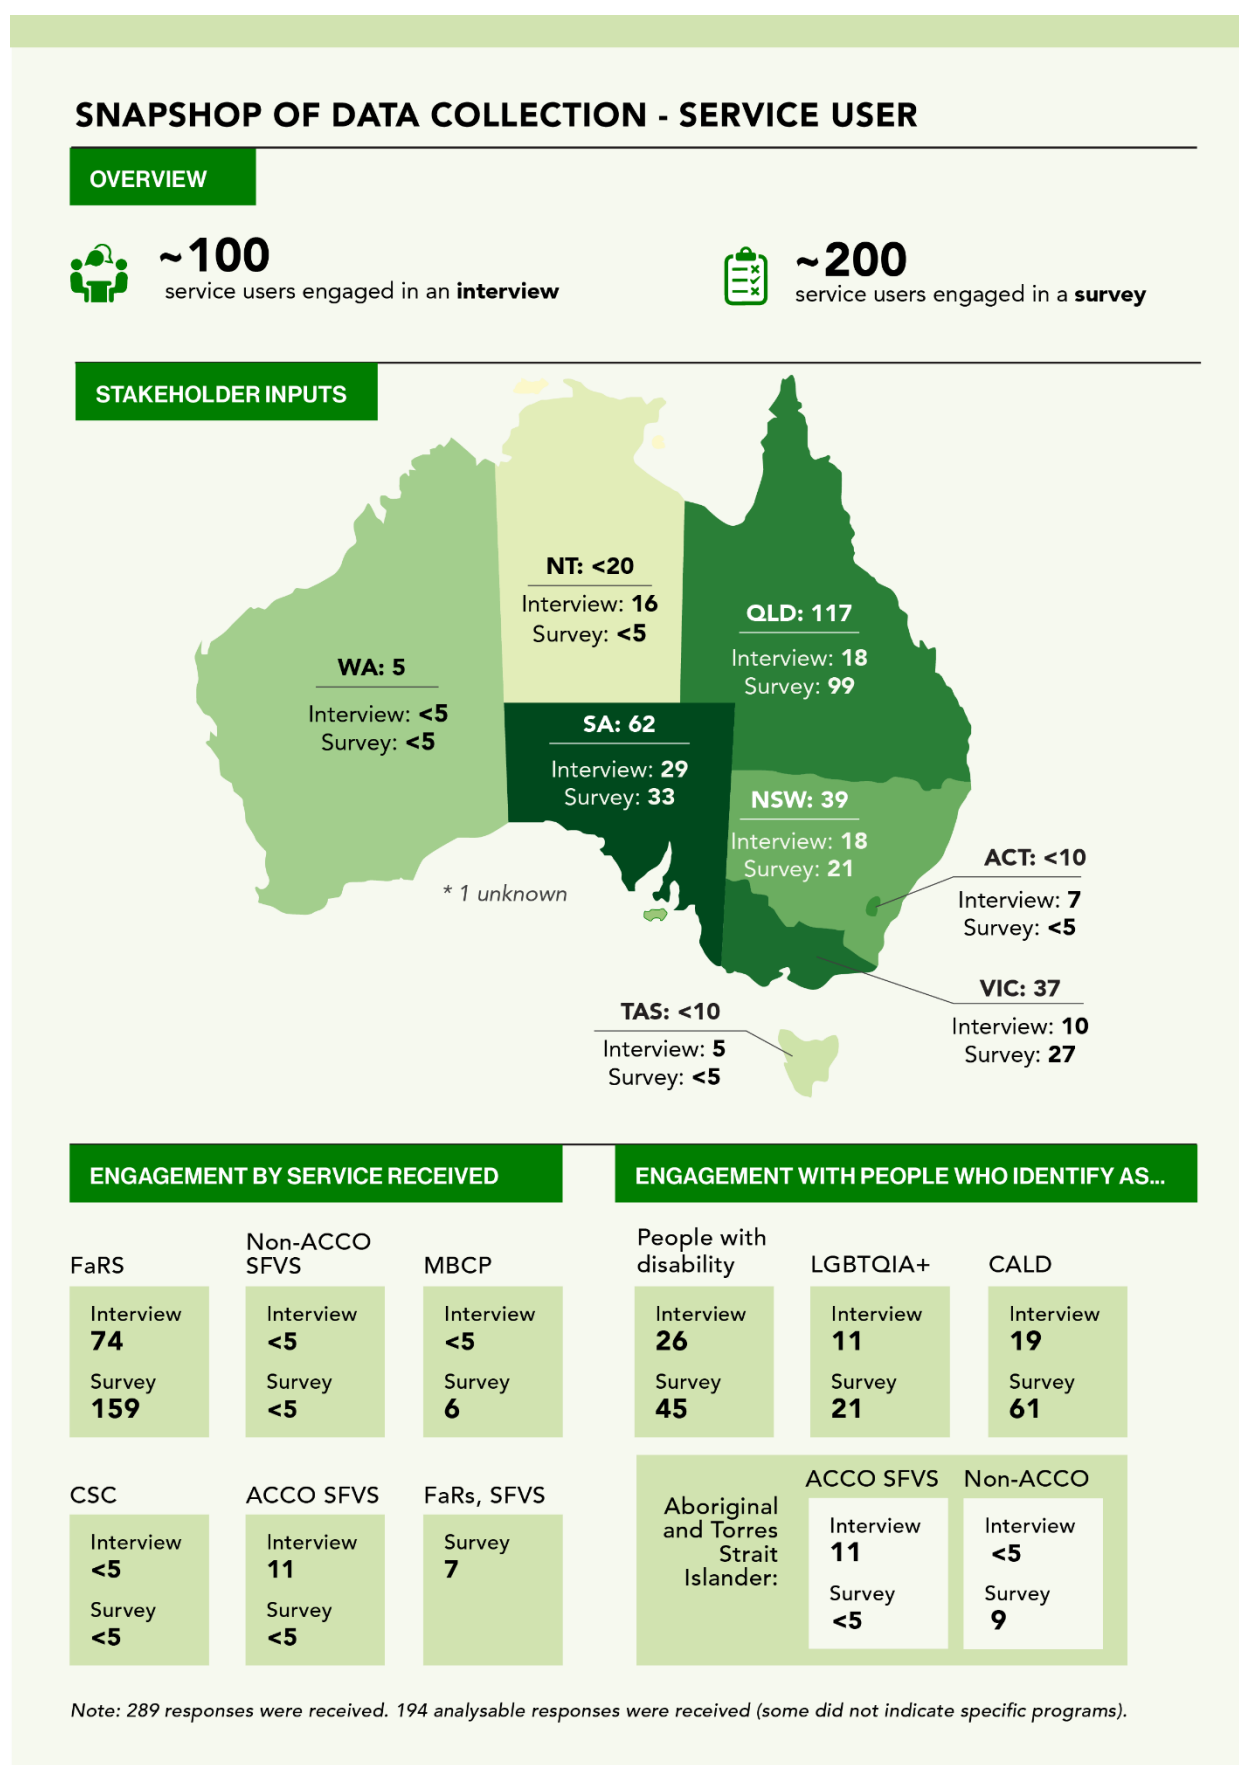 SNAPSHOP OF DATA COLLECTION - SERVICE USER
OVERVIEW
~100
service users engaged in an interview
~200
service users engaged in a survey
STAKEHOLDER INPUTS
NT: <20
Interview: 16
Survey: <5
QLD: 117
Interview: 18
Survey: 99
WA: 5
Interview: <5
Survey: <5
SA: 62
Interview: 29
Survey: 33
NSW: 39
Interview: 18
Survey: 21
ACT: <10
Interview: 7
Survey: <5
* 1 unknown
VIC: 37
Interview: 10
Survey: 27
TAS: <10
Interview: 5
Survey: <5
ENGAGEMENT BY SERVICE RECEIVED
FaRS
Interview
74
Survey
159
Non-ACCO
SFVS
Interview
<5
Survey
<5
MBCP
Interview
<5
Survey
6
CSC
Interview
<5
Survey
<5
ACCO SFVS
Interview
11
Survey
<5
FaRs, SFVS
Survey
7
ENGAGEMENT WITH PEOPLE WHO IDENTIFY AS...
People with
disability
Interview
26
Survey
45
LGBTQIA+
Interview
11
Survey
21
CALD
Interview
19
Survey
61
Aboriginal
and Torres
Strait
Islander:
ACCO SFVS
Interview
11
Survey
<5
Non-ACCO
Interview
<5
Survey
9
Note: 289 responses were received. 194 analysable responses were received (some did not indicate specific programs).